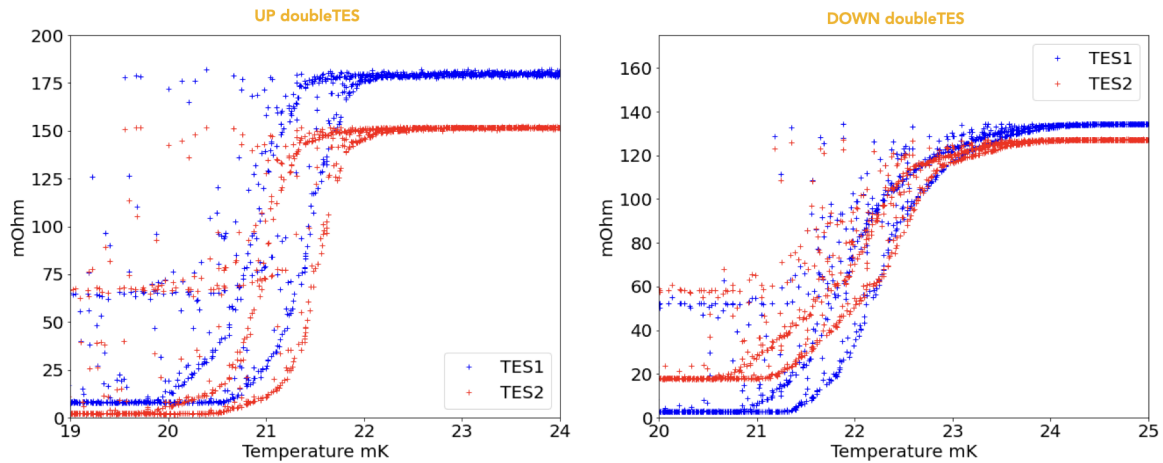 UP doubleTES
200
175
150
125
100
75
50
25
0
mOhm
19 20 21 22 23 24
Temperature mK
TES1
TES2
DOWN doubleTES
160
140
120
100
80
60
40
20
0
mOhm
20 21 22 23 24 25
Temperature mK
TES1
TES2